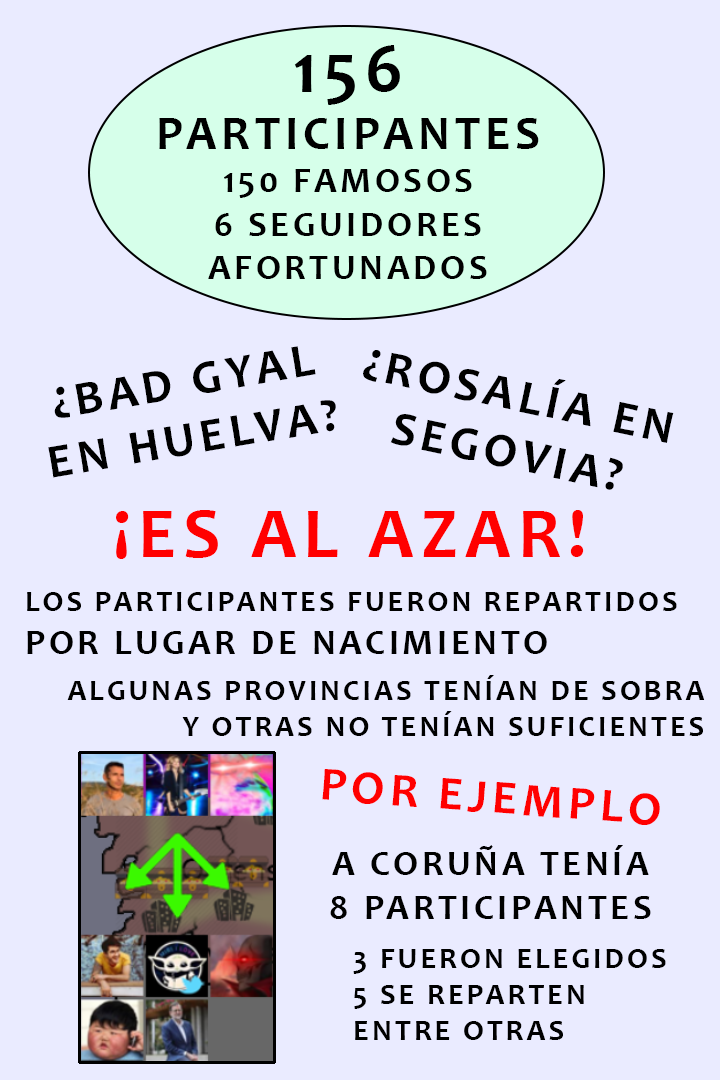 156
PARTICIPANTES
150 FAMOSOS
6 SEGUIDORES
AFORTUNADOS
¿BAD GYAL
EN HUELVA?
¿ROSALÍA EN
SEGOVIA?
¡ES AL AZAR!
LOS PARTICIPANTES FUERON REPARTIDOS
POR LUGAR DE NACIMIENTO
ALGUNAS PROVINCIAS TENÍAN DE SOBRA
Y OTRAS NO TENÍAN SUFICIENTES
POR EJEMPLO
A CORUÑA TENÍA
8 PARTICIPANTES
3 FUERON ELEGIDOS
5 SE REPARTEN
ENTRE OTRAS